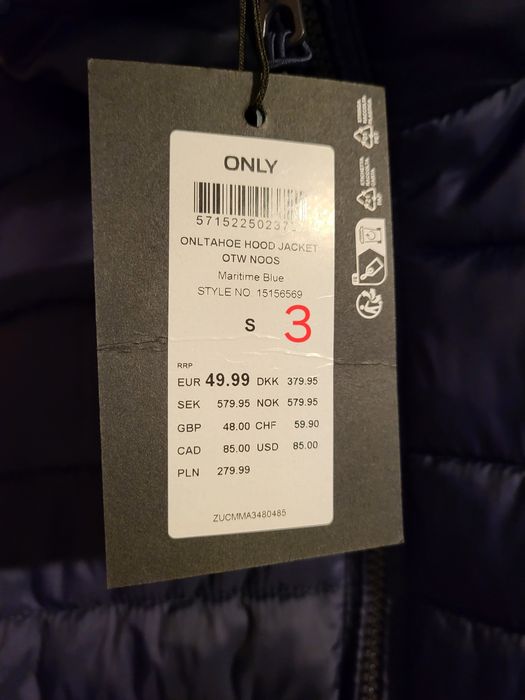 ONLY
ONLTAHOE HOOD JACKET
OTW NOOS
Maritime Blue
STYLE NO: 15156569
S 3
RRP
EUR 49.99 DKK 379.95
SEK 579.95 NOK 579.95
GBP 48.00 CHF 59.90
CAD 85.00 USD 85.00
PLN 279.99
ZUCMMA3480485